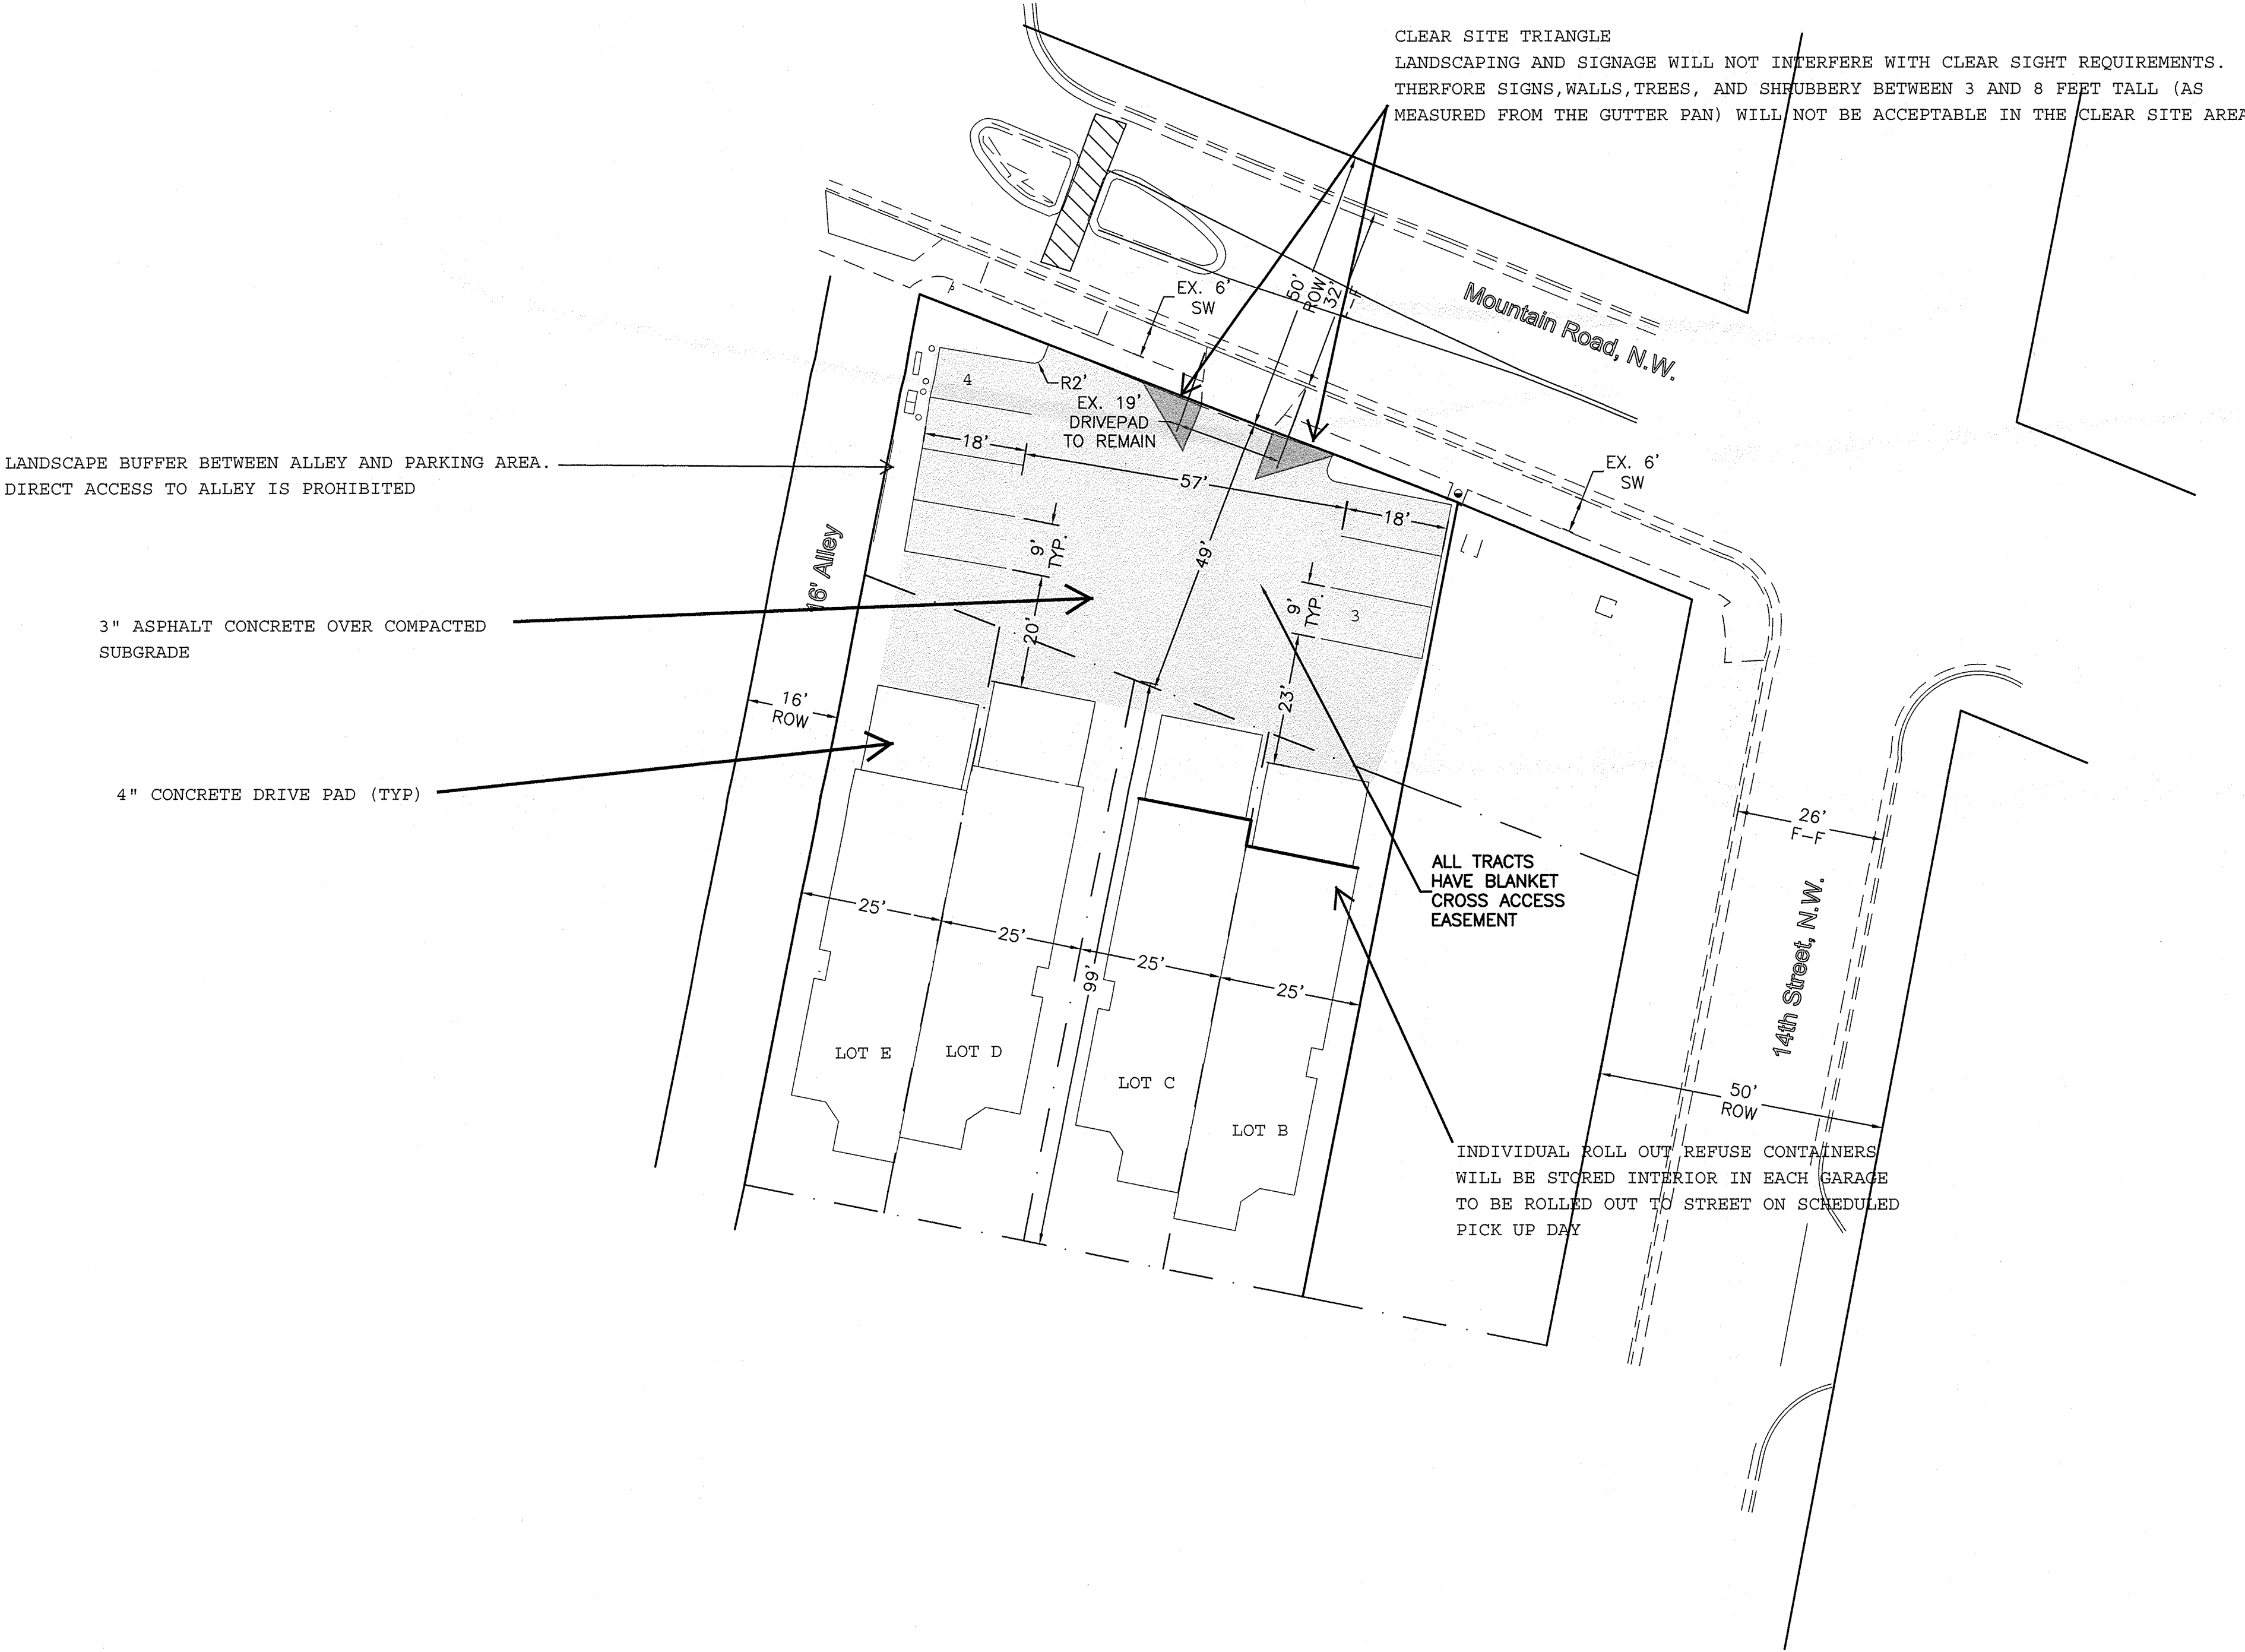 CLEAR SITE TRIANGLE
LANDSCAPING AND SIGNAGE WILL NOT INTERFERE WITH CLEAR SIGHT REQUIREMENTS.
THERFORE SIGNS,WALLS,TREES, AND SHRUBBERY BETWEEN 3 AND 8 FEET TALL (AS
MEASURED FROM THE GUTTER PAN) WILL NOT BE ACCEPTABLE IN THE CLEAR SITE AREA
EX. 6'
SW
50'
ROW
32'
Mountain Road, N.W.
4
R2'
EX. 19'
DRIVEPAD
TO REMAIN
18'
57'
18'
EX. 6'
SW
LANDSCAPE BUFFER BETWEEN ALLEY AND PARKING AREA.
DIRECT ACCESS TO ALLEY IS PROHIBITED
16' Alley
9'
TYP.
49'
9'
TYP.
3
3" ASPHALT CONCRETE OVER COMPACTED
SUBGRADE
20'
23'
16'
ROW
4" CONCRETE DRIVE PAD (TYP)
26'
F-F
ALL TRACTS
HAVE BLANKET
CROSS ACCESS
EASEMENT
14th Street, N.W.
25'
25'
25'
25'
99'
LOT E
LOT D
LOT C
LOT B
50'
ROW
INDIVIDUAL ROLL OUT REFUSE CONTAINERS
WILL BE STORED INTERIOR IN EACH GARAGE
TO BE ROLLED OUT TO STREET ON SCHEDULED
PICK UP DAY